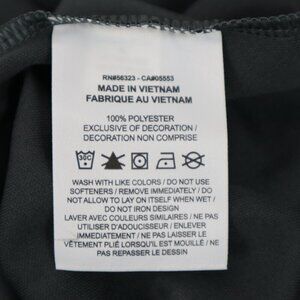 RN#56323 - CA#05553
MADE IN VIETNAM
FABRIQUE AU VIETNAM
100% POLYESTER
EXCLUSIVE OF DECORATION /
DECORATION NON COMPRISE
30C
WASH WITH LIKE COLORS / DO NOT USE
SOFTENERS / REMOVE IMMEDIATELY / DO
NOT ALLOW TO LAY ON ITSELF WHEN WET /
DO NOT IRON DESIGN
LAVER AVEC COULEURS SIMILAIRES / NE PAS
UTILISER D'ADOUCISSEUR / ENLEVER
IMMEDIATEMENT / NE PAS LAISSER LE
VÊTEMENT PLIÉ LORSQU'IL EST MOUILLÉ / NE
PAS REPASSER LE DESSIN